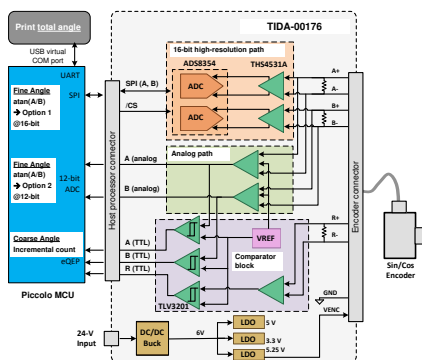 Print total angle
USB virtual
COM port
TIDA-00176
16-bit high-resolution path
ADS8354
THS4531A
UART
SPI
Fine Angle
atan(A/B)
➔ Option 1
@16-bit
SPI (A, B)
/CS
ADC
ADC
A+
A-
B+
B-
Host processor connector
Encoder connector
Analog path
Fine Angle
atan(A/B)
➔ Option 2
@12-bit
12-bit
ADC
A (analog
B (analog)
Coarse Angle
Incremental count
eQEP
A (TTL)
B (TTL)
R (TTL)
VREF
Comparator
block
TLV3201
R+
R-
Sin/Cos
Encoder
Piccolo MCU
GND
VENC
24-V
Input
DC/DC
Buck
6V
LDO
5 V
LDO
3.3 V
5.25 V
LDO